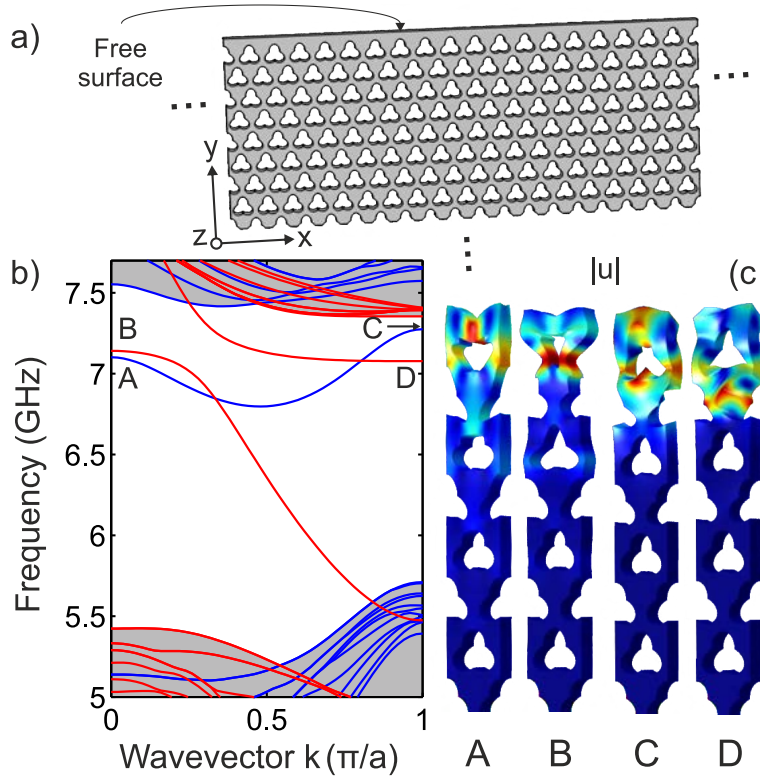 a)
Free
surface
...
...
y
z
x
...
b)
|u|
(c
7.5
7
6.5
6
5.5
5
Frequency (GHz)
B
A
C
D
0
0.5
1
Wavevector k (π/a)
A
B
C
D